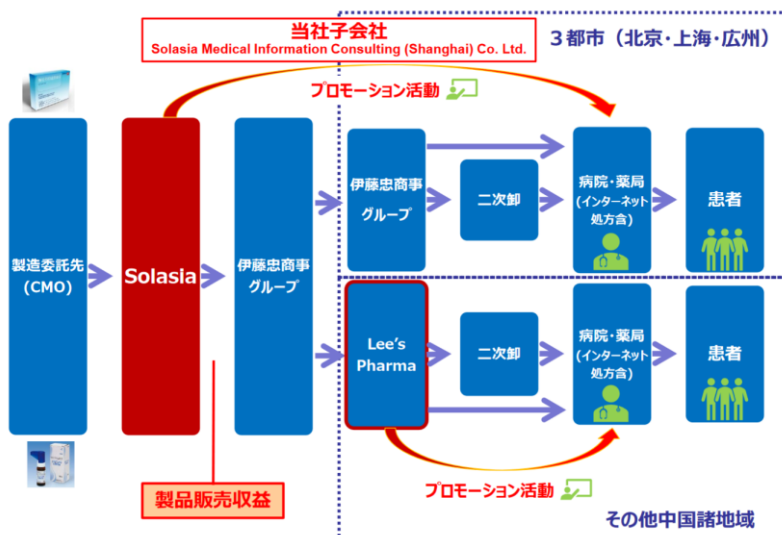 当社子会社
Solasia Medical Information Consulting (Shanghai) Co. Ltd.
3都市（北京･上海･広州）
プロモーション活動
製造委託先
(CMO)
Solasia
伊藤忠商事
グループ
伊藤忠商事
グループ
二次卸
病院･薬局
(インターネット
処方含)
患者
Lee's
Pharma
二次卸
病院･薬局
(インターネット
処方含)
患者
プロモーション活動
製品販売収益
その他中国諸地域